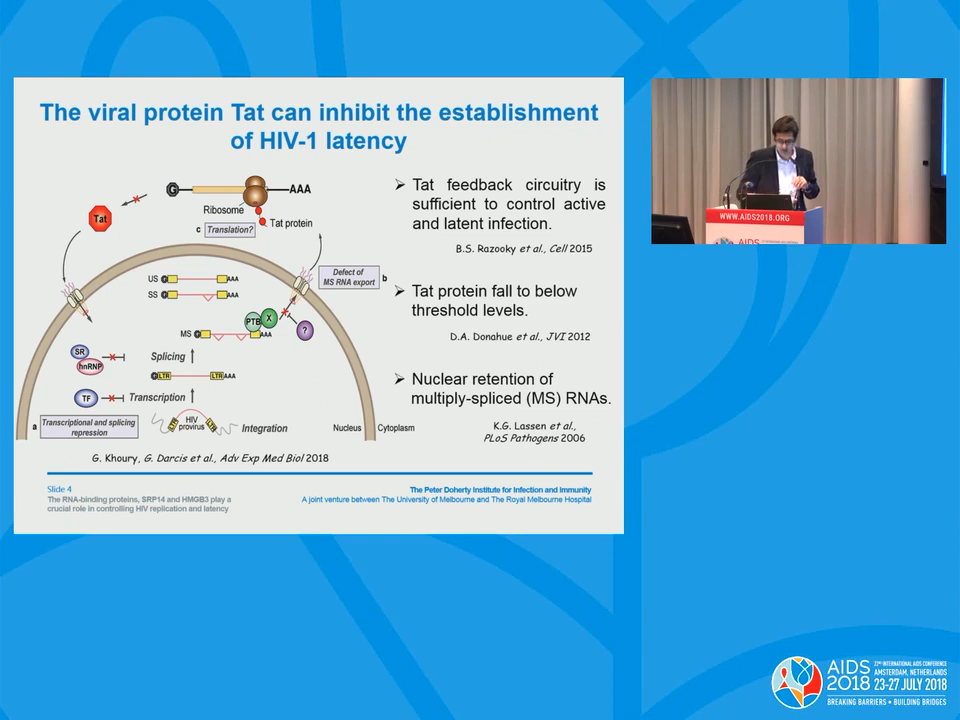 The viral protein Tat can inhibit the establishment
of HIV-1 latency
G
AAA
Ribosome
Tat protein
Tat
c Translation?
US
G
AAA
SS
G
AAA
Defect of
MS RNA export
b
PTB
X
MS
G
AAA
?
SR
hnRNP
Splicing
G LTR
LTR AAA
TF
Transcription
a
Transcriptional and splicing
repression
LTR
HIV
provirus
LTR
Integration
Nucleus
Cytoplasm
G. Khoury, G. Darcis et al., Adv Exp Med Biol 2018
➢ Tat feedback circuitry is
sufficient to control active
and latent infection.
B.S. Razooky et al., Cell 2015
➢ Tat protein fall to below
threshold levels.
D.A. Donahue et al., JVI 2012
➢ Nuclear retention of
multiply-spliced (MS) RNAs.
K.G. Lassen et al.,
PLoS Pathogens 2006
Slide 4
The RNA-binding proteins, SRP14 and HMGB3 play a
crucial role in controlling HIV replication and latency
The Peter Doherty Institute for Infection and Immunity
A joint venture between The University of Melbourne and The Royal Melbourne Hospital
WWW.AIDS2018.ORG
AIDS
AIDS
2018
22ND INTERNATIONAL AIDS CONFERENCE
AMSTERDAM, NETHERLANDS
23-27 JULY 2018
BREAKING BARRIERS • BUILDING BRIDGES